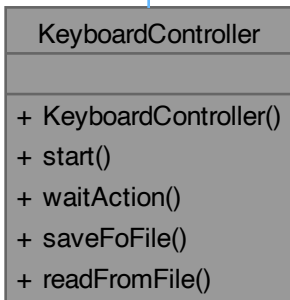 KeyboardController
+ KeyboardController()
+ start()
+ waitAction()
+ saveFoFile()
+ readFromFile()